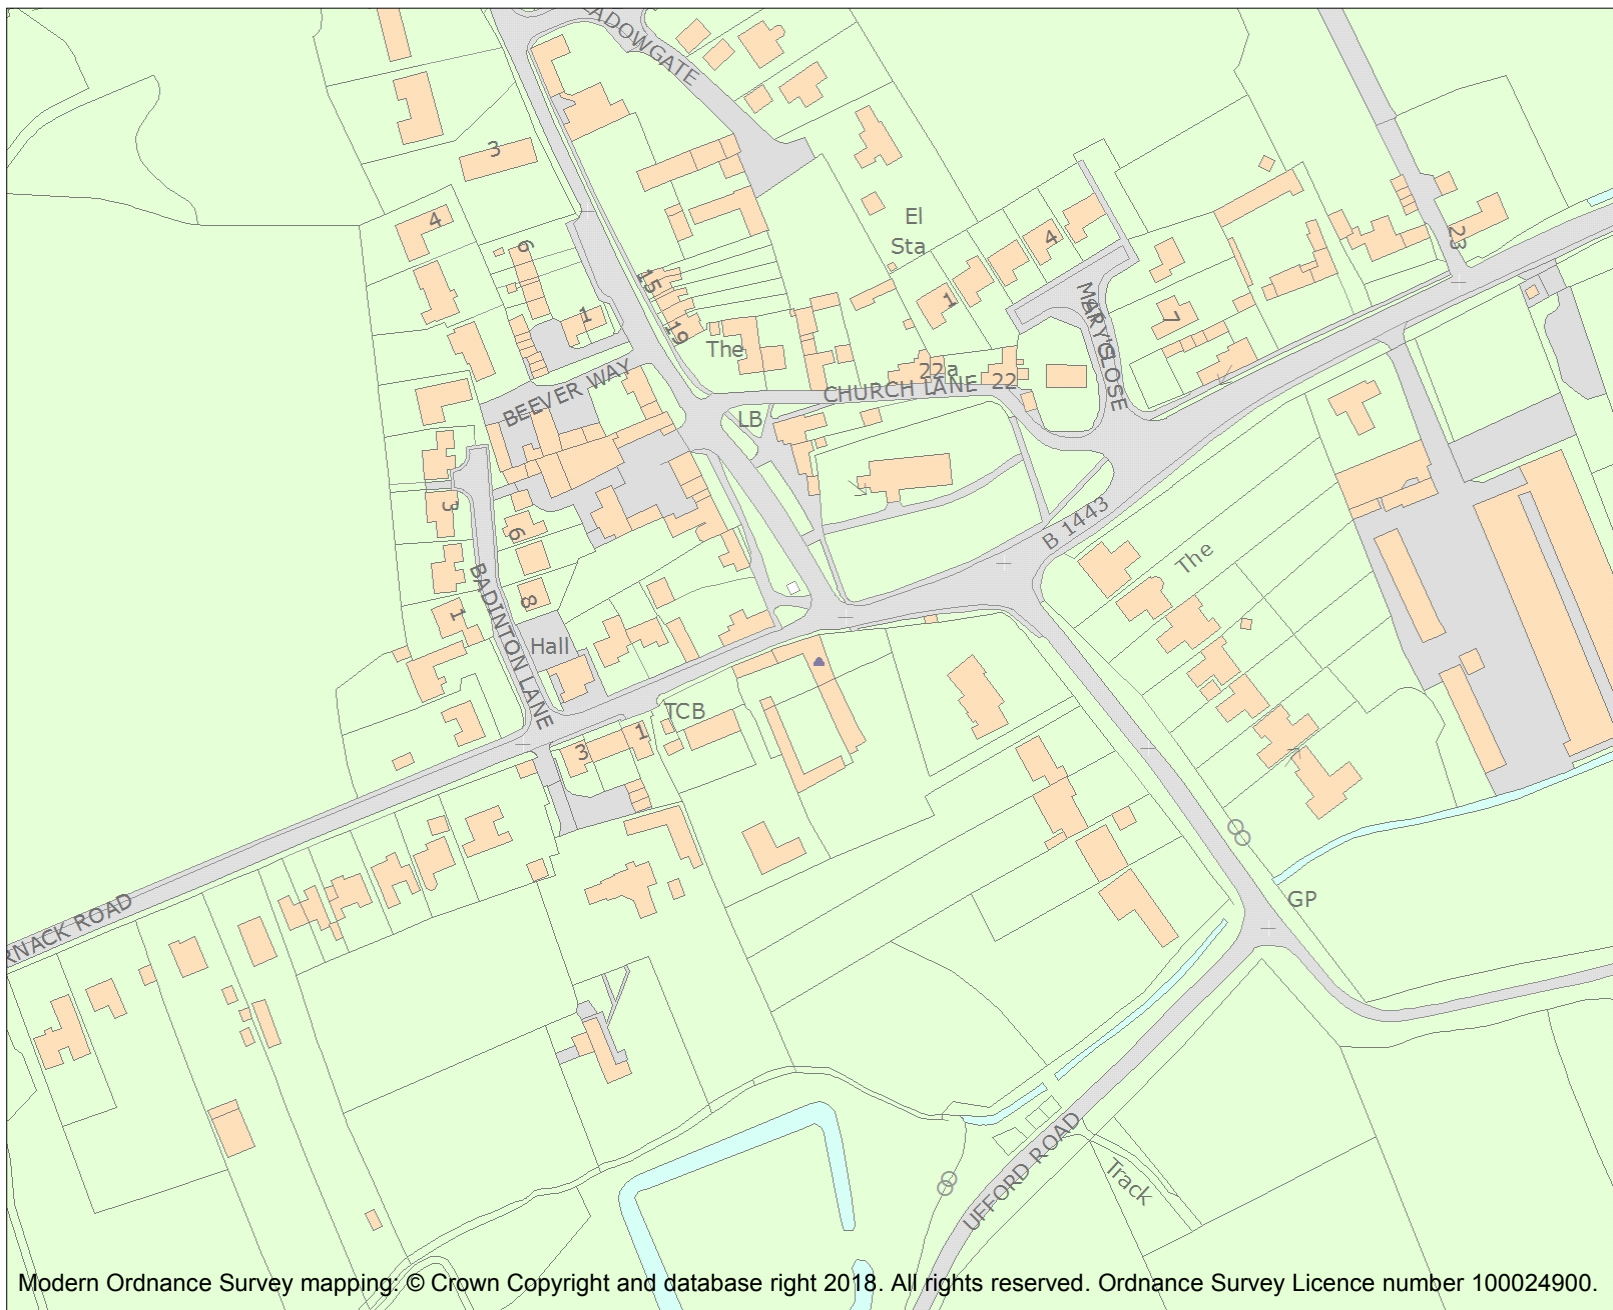 ADOWGATE
3
4
6
El
Sta
4
23
15
1
1
MARY'S CLOSE
7
19
The
22a
22
BEEVER WAY
CHURCH LANE
LB
3
6
B 1443
The
BADINTON LANE
8
1
Hall
TCB
1
3
GP
RNACK ROAD
UFFORD ROAD
Track
Modern Ordnance Survey mapping: © Crown Copyright and database right 2018. All rights reserved. Ordnance Survey Licence number 100024900.